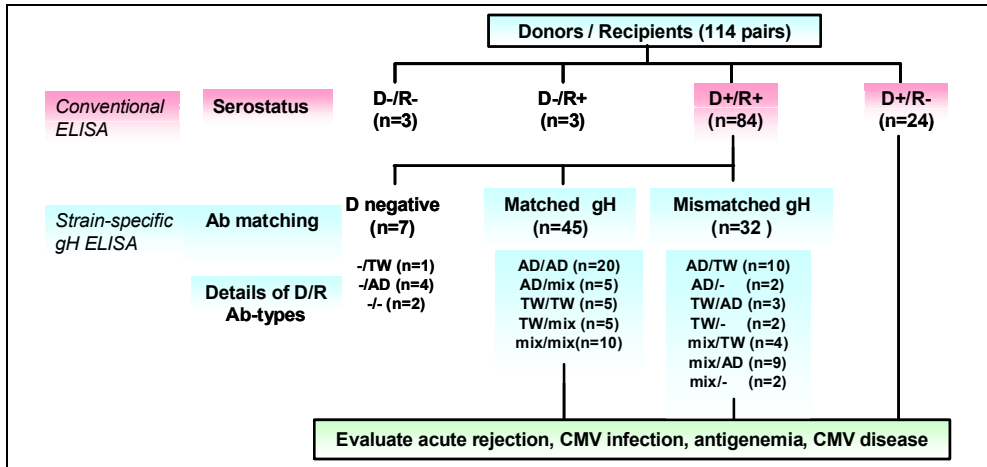 Donors / Recipients (114 pairs)
Conventional ELISA
Serostatus
D-/R-
(n=3)
D-/R+
(n=3)
D+/R+
(n=84)
D+/R-
(n=24)
Strain-specific gH ELISA
Ab matching
D negative
(n=7)
Matched gH
(n=45)
Mismatched gH
(n=32 )
Details of D/R
Ab-types
-/TW (n=1)
-/AD (n=4)
-/- (n=2)
AD/AD (n=20)
AD/mix (n=5)
TW/TW (n=5)
TW/mix (n=5)
mix/mix(n=10)
AD/TW (n=10)
AD/- (n=2)
TW/AD (n=3)
TW/- (n=2)
mix/TW (n=4)
mix/AD (n=9)
mix/- (n=2)
Evaluate acute rejection, CMV infection, antigenemia, CMV disease